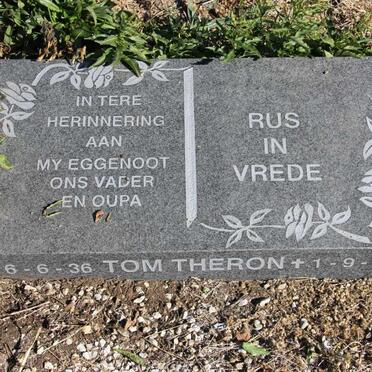 IN TERE
HERINNERING
AAN
MY EGGENOOT
ONS VADER
EN OUPA
RUS
IN
VREDE
6-6-36 TOM THERON + 1-9-